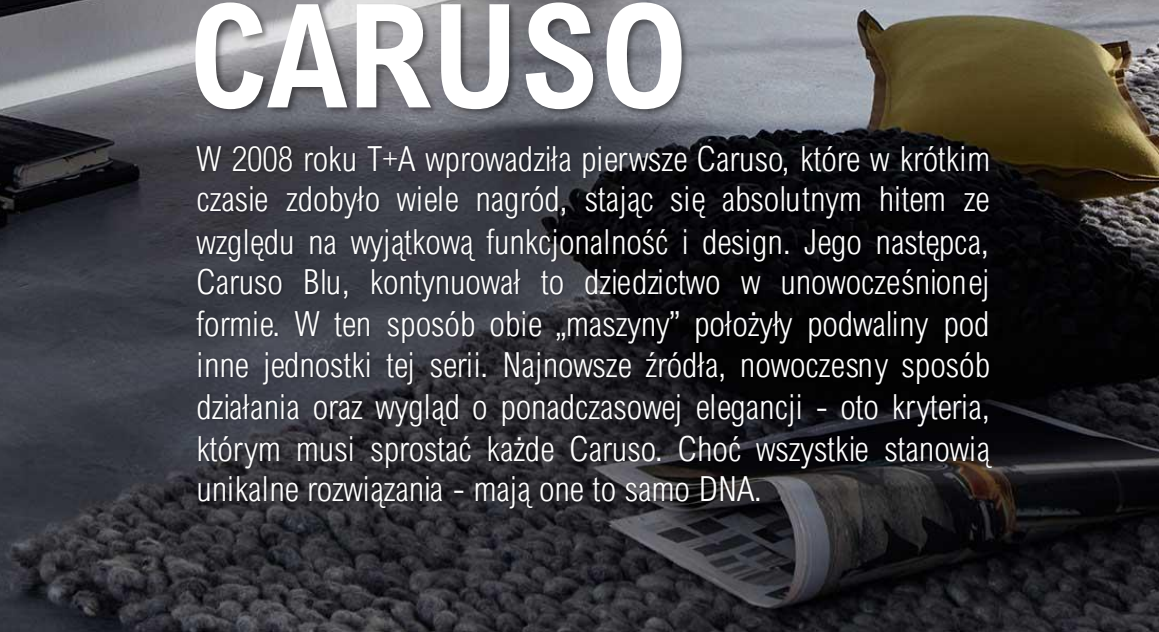 CARUSO
W 2008 roku T+A wprowadziła pierwsze Caruso, które w krótkim
czasie zdobyło wiele nagród, stając się absolutnym hitem ze
względu na wyjątkową funkcjonalność i design. Jego następca,
Caruso Blu, kontynuował to dziedzictwo w unowocześnionej
formie. W ten sposób obie „maszyny” położyły podwaliny pod
inne jednostki tej serii. Najnowsze źródła, nowoczesny sposób
działania oraz wygląd o ponadczasowej elegancji - oto kryteria,
którym musi sprostać każde Caruso. Choć wszystkie stanowią
unikalne rozwiązania - mają one to samo DNA.